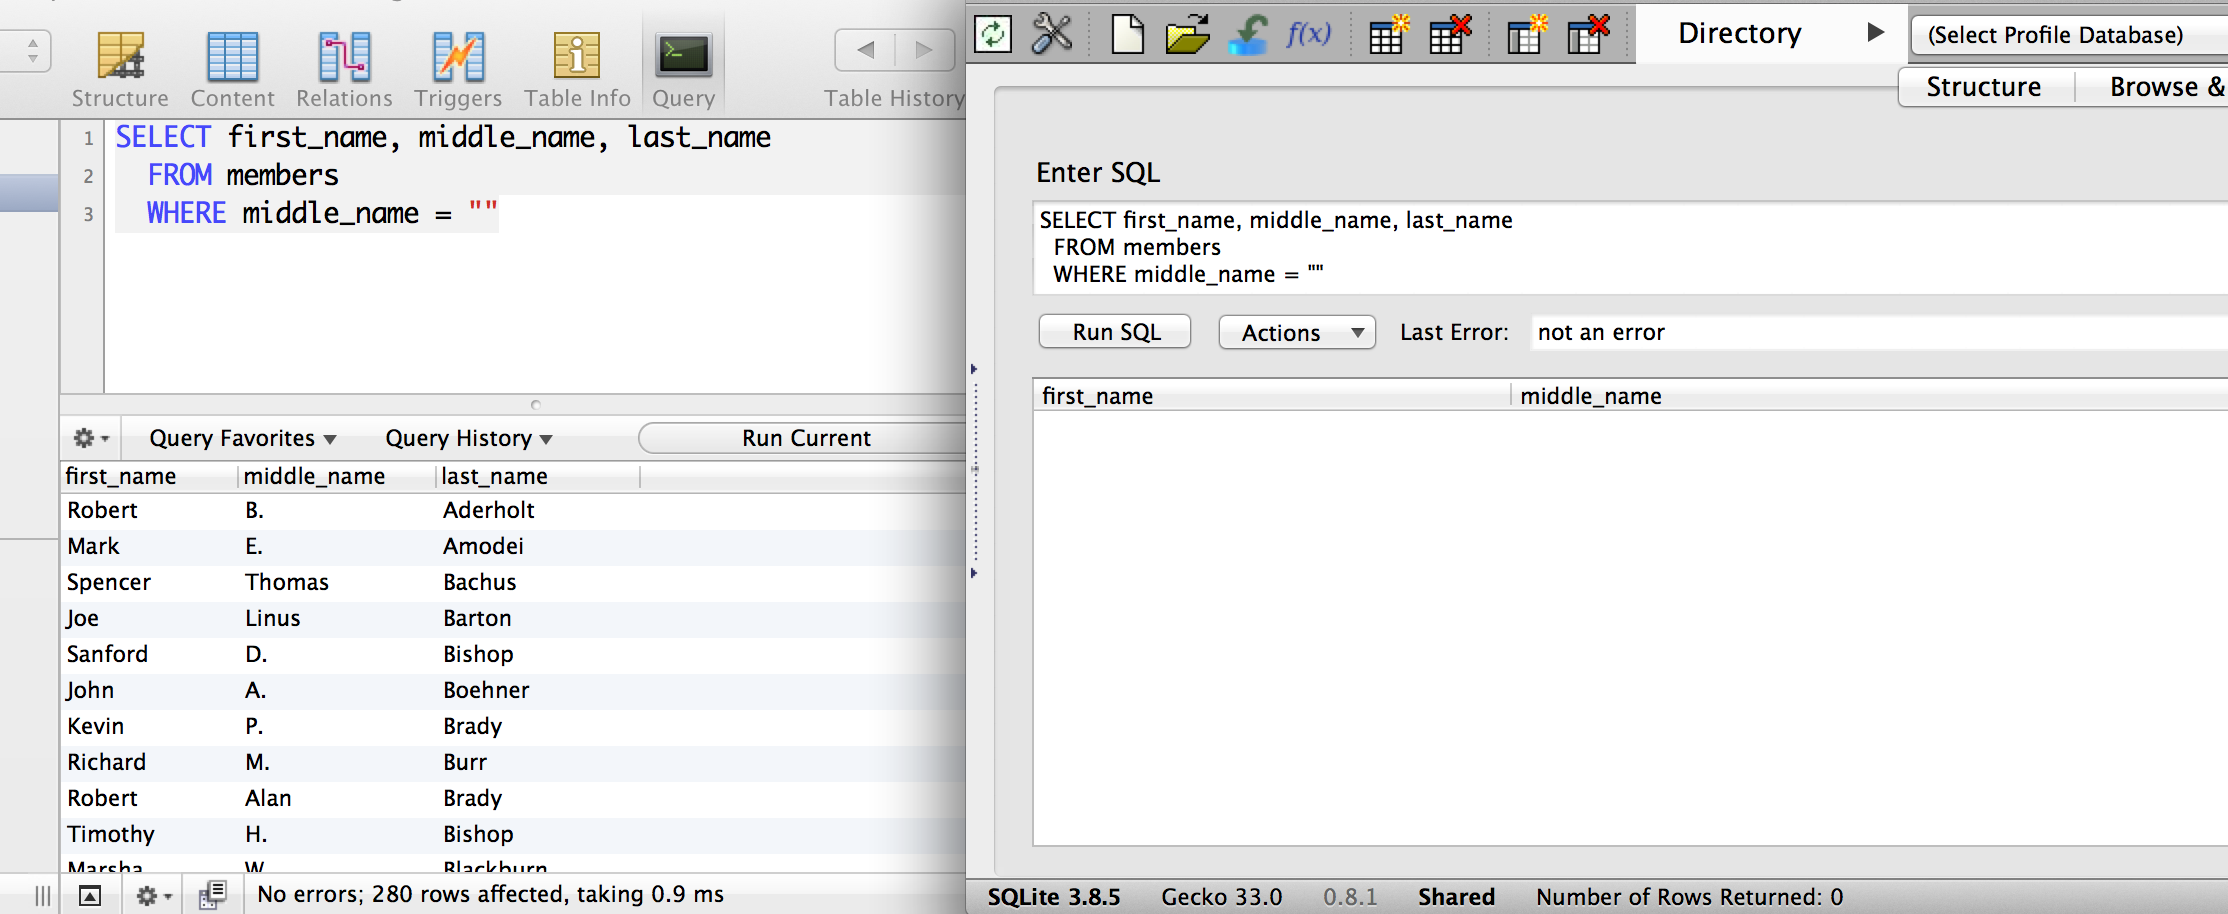 Structure Content Relations Triggers Table Info Query Table History
1 SELECT first_name, middle_name, last_name
2 FROM members
3 WHERE middle_name = ""
Query Favorites Query History Run Current
first_name middle_name last_name
Robert B. Aderholt
Mark E. Amodei
Spencer Thomas Bachus
Joe Linus Barton
Sanford D. Bishop
John A. Boehner
Kevin P. Brady
Richard M. Burr
Robert Alan Brady
Timothy H. Bishop
Marsha W. Blackburn
No errors; 280 rows affected, taking 0.9 ms
f(x) Directory (Select Profile Database)
Structure Browse &
Enter SQL
SELECT first_name, middle_name, last_name
FROM members
WHERE middle_name = ""
Run SQL Actions Last Error: not an error
first_name middle_name
SQLite 3.8.5 Gecko 33.0 0.8.1 Shared Number of Rows Returned: 0